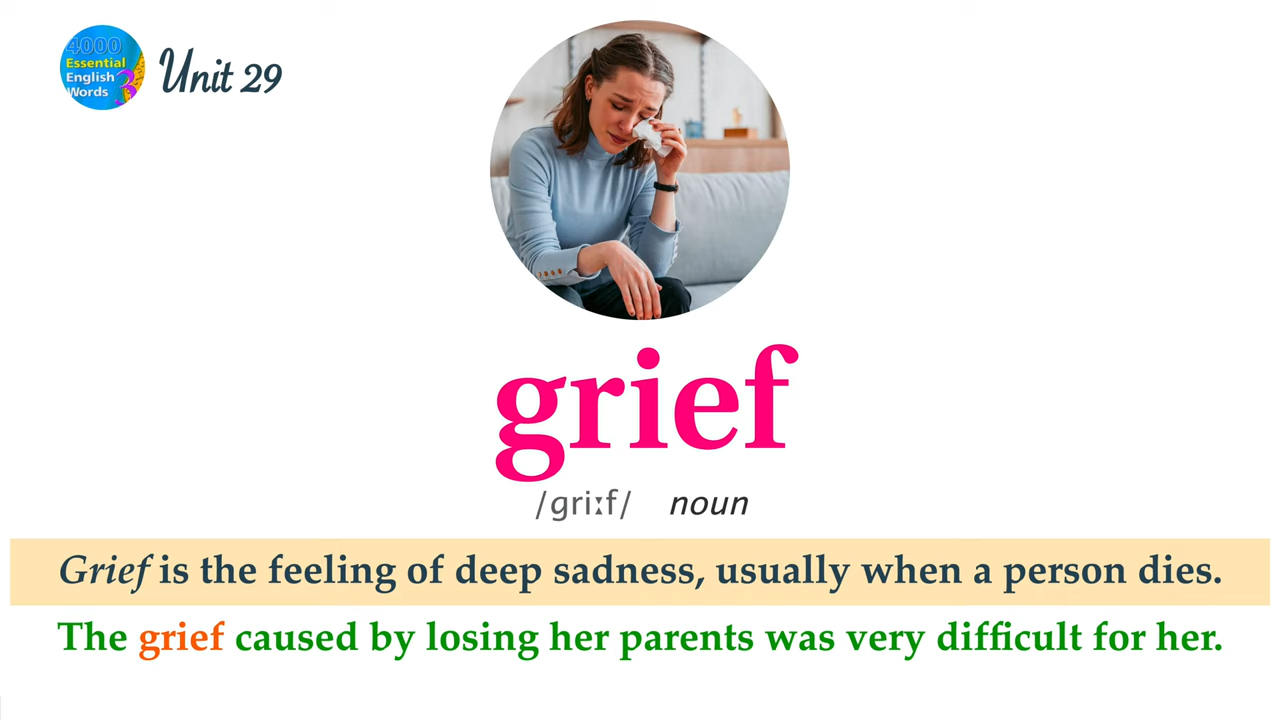 4000
Essential
English
Words 3
Unit 29
grief
/griːf/ noun
Grief is the feeling of deep sadness, usually when a person dies.
The grief caused by losing her parents was very difficult for her.